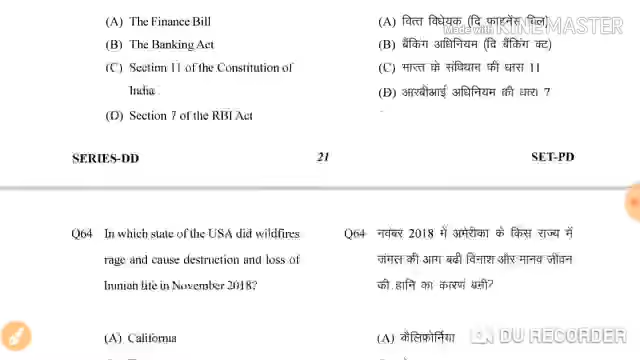 Made with KINEMASTER
(A) The Finance Bill
(B) The Banking Act
(C) Section 11 of the Constitution of
India
(D) Section 7 of the RBI Act
(A) वित्त विधेयक (दि फाइनेंस बिल)
(B) बैंकिंग अधिनियम (दि बैंकिंग क्ट)
(C) भारत के संविधान की धारा 11
(D) आरबीआई अधिनियम की धारा 7
SERIES-DD 21 SET-PD
Q64 In which state of the USA did wildfires
rage and cause destruction and loss of
human life in November 2018?
(A) California
Q64 नवंबर 2018 में अमेरीका के किस राज्य में
जंगल की आग बढी विनाश और मानव जीवन
की हानि का कारण बनी?
(A) कैलिफ़ोर्निया
DU RECORDER